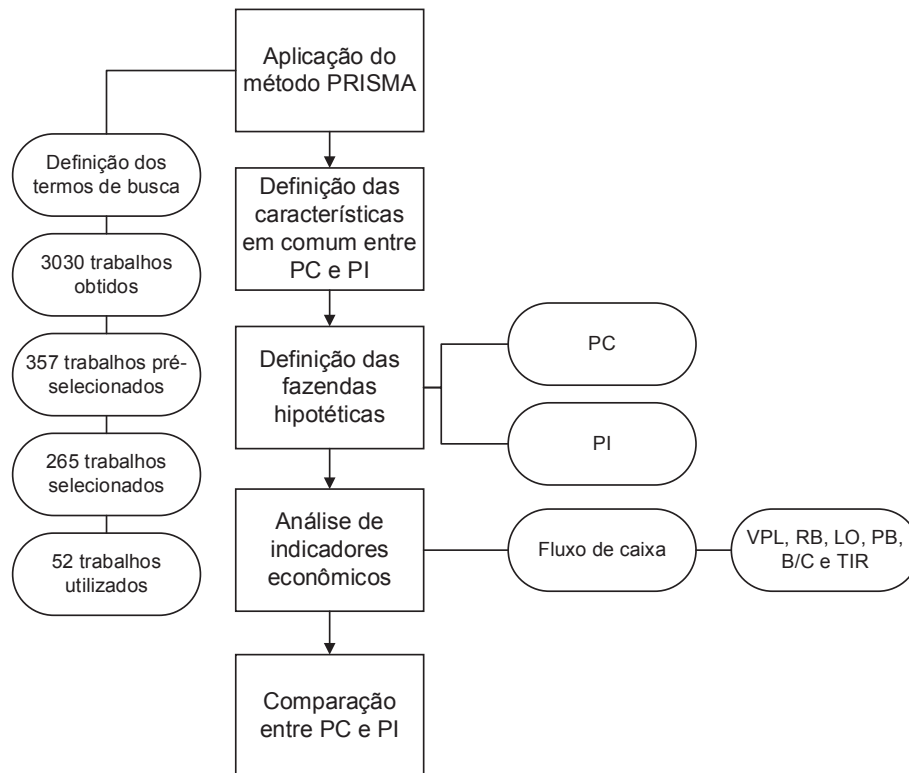 Aplicação do
método PRISMA
Definição dos
termos de busca
3030 trabalhos
obtidos
357 trabalhos pré-
selecionados
265 trabalhos
selecionados
52 trabalhos
utilizados
Definição das
características
em comum entre
PC e PI
Definição das
fazendas
hipotéticas
PC
PI
Análise de
indicadores
econômicos
Fluxo de caixa
VPL, RB, LO, PB,
B/C e TIR
Comparação
entre PC e PI